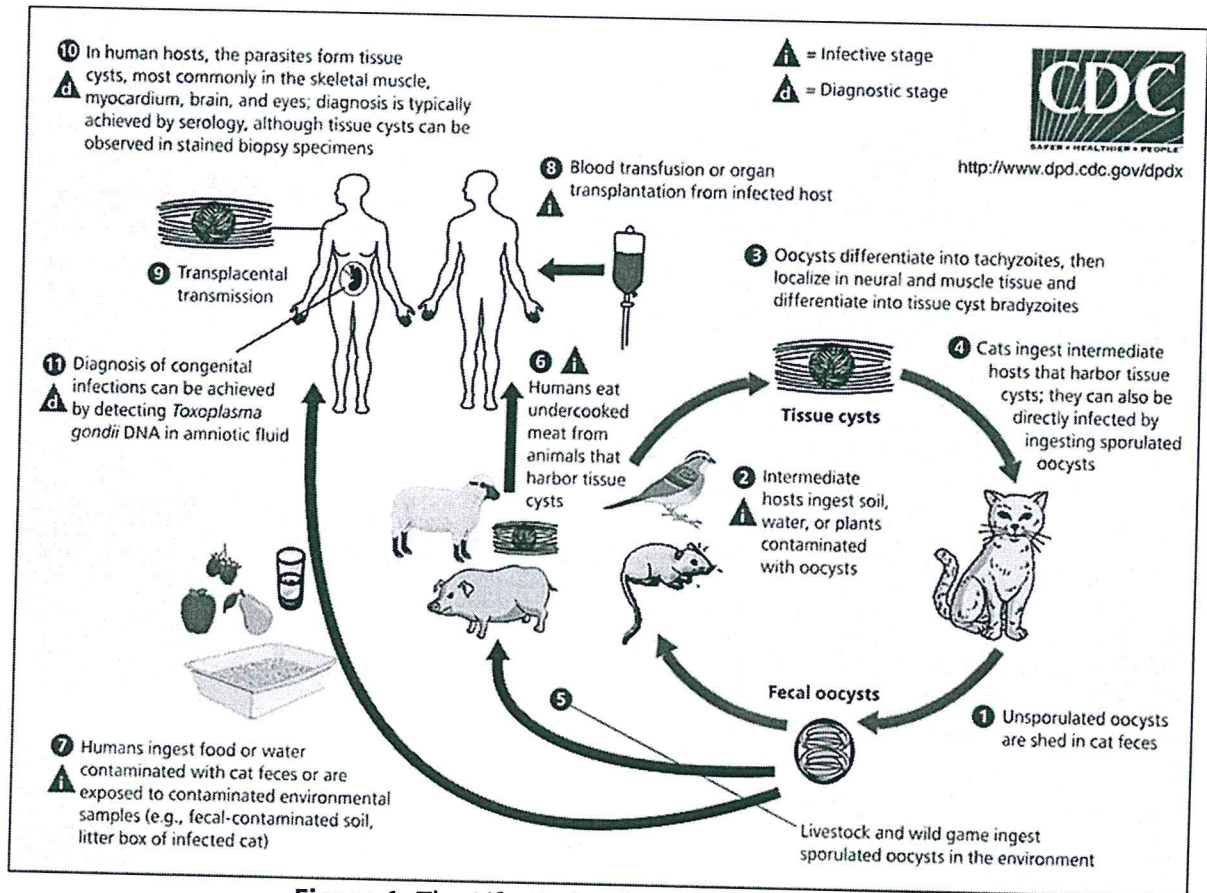 10 In human hosts, the parasites form tissue
d cysts, most commonly in the skeletal muscle,
myocardium, brain, and eyes; diagnosis is typically
achieved by serology, although tissue cysts can be
observed in stained biopsy specimens
i = Infective stage
d = Diagnostic stage
CDC
SAFER • HEALTHIER • PEOPLE™
http://www.dpd.cdc.gov/dpdx
8 Blood transfusion or organ
i transplantation from infected host
9 Transplacental
transmission
3 Oocysts differentiate into tachyzoites, then
localize in neural and muscle tissue and
differentiate into tissue cyst bradyzoites
11 Diagnosis of congenital
d infections can be achieved
by detecting Toxoplasma
gondii DNA in amniotic fluid
6 i
Humans eat
undercooked
meat from
animals that
harbor tissue
cysts
Tissue cysts
4 Cats ingest intermediate
hosts that harbor tissue
cysts; they can also be
directly infected by
ingesting sporulated
oocysts
2 Intermediate
i hosts ingest soil,
water, or plants
contaminated
with oocysts
5
Fecal oocysts
1 Unsporulated oocysts
are shed in cat feces
7 Humans ingest food or water
i contaminated with cat feces or are
exposed to contaminated environmental
samples (e.g., fecal-contaminated soil,
litter box of infected cat)
Livestock and wild game ingest
sporulated oocysts in the environment